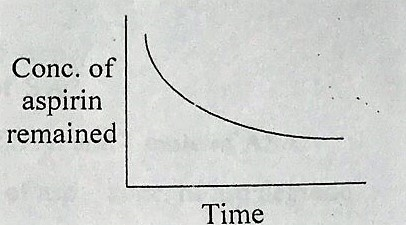 Conc. of
aspirin
remained
Time